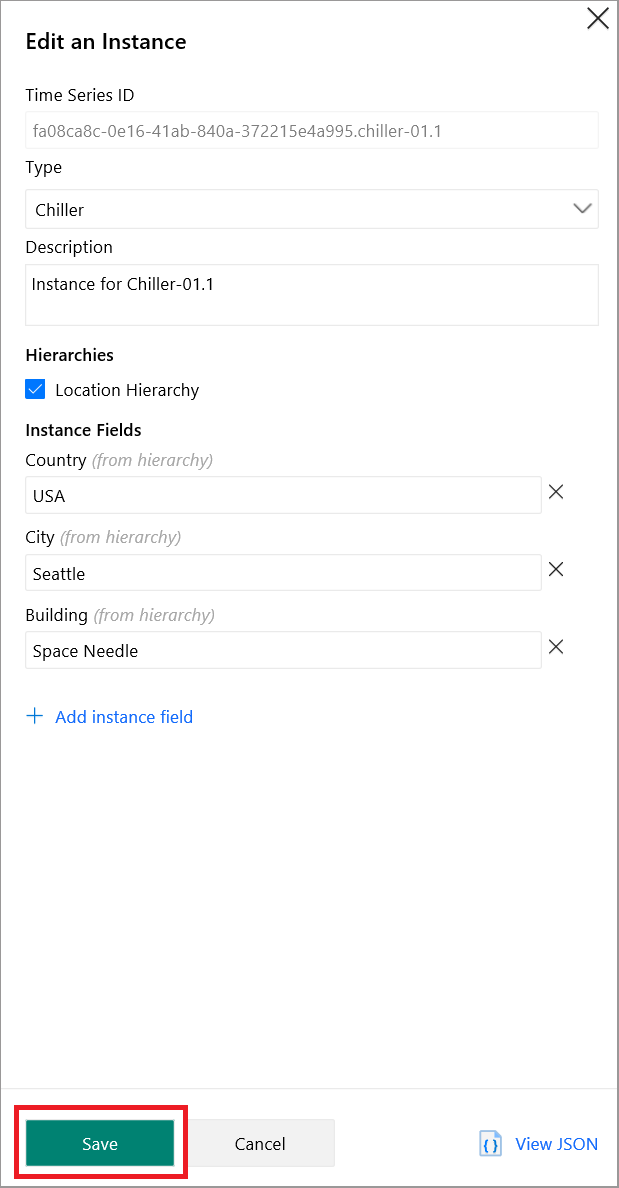 Edit an Instance
Time Series ID
fa08ca8c-0e16-41ab-840a-372215e4a995.chiller-01.1
Type
Chiller
Description
Instance for Chiller-01.1
Hierarchies
Location Hierarchy
Instance Fields
Country (from hierarchy)
USA
City (from hierarchy)
Seattle
Building (from hierarchy)
Space Needle
+ Add instance field
Save Cancel {} View JSON